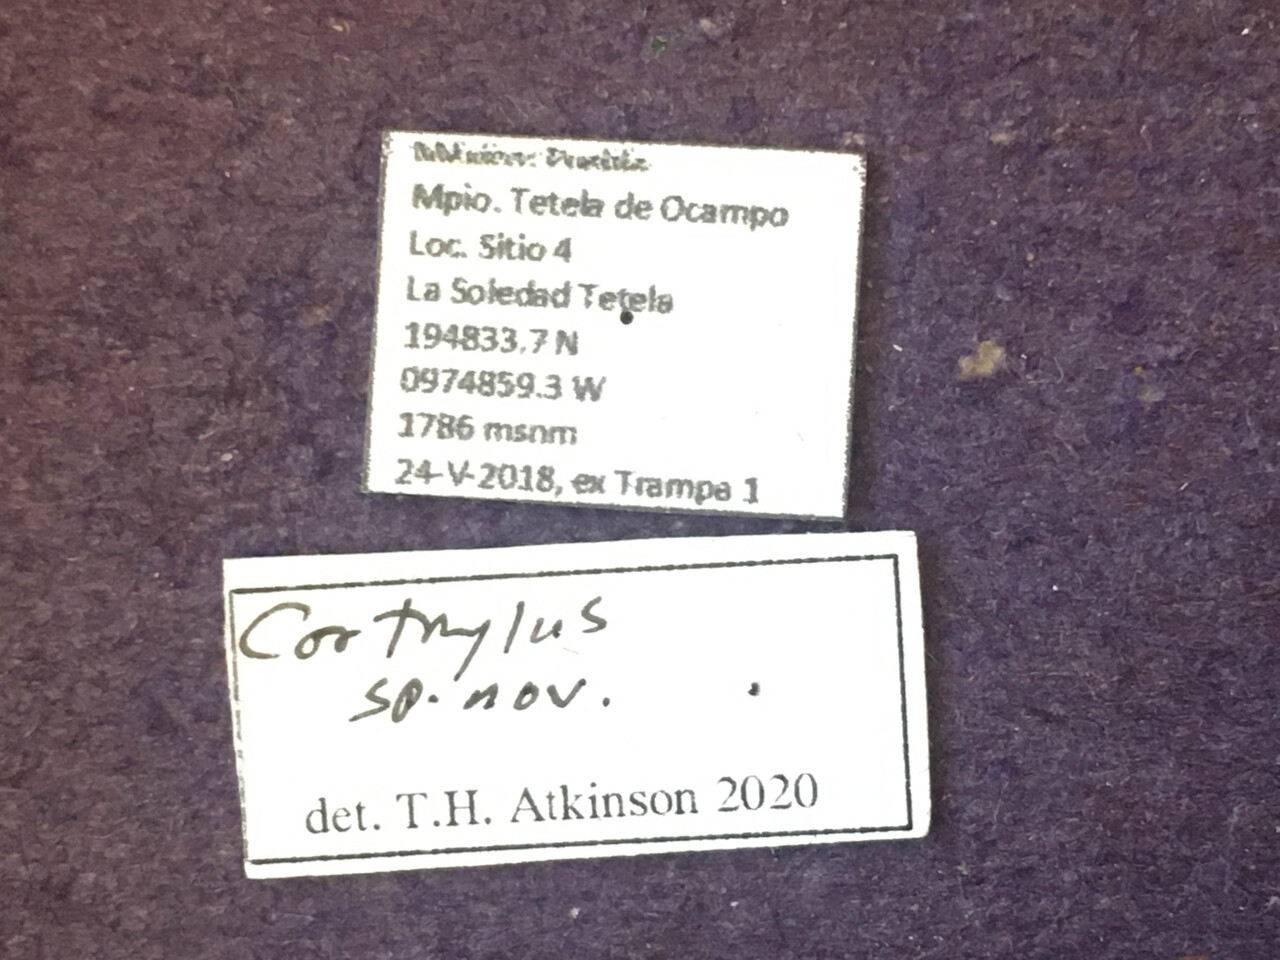 Mpio. Tetela de Ocampo
Loc. Sitio 4
La Soledad Tetela
194833.7 N
0974859.3 W
1786 msnm
24-V-2018, ex Trampa 1
Corthylus
sp. nov.
det. T.H. Atkinson 2020